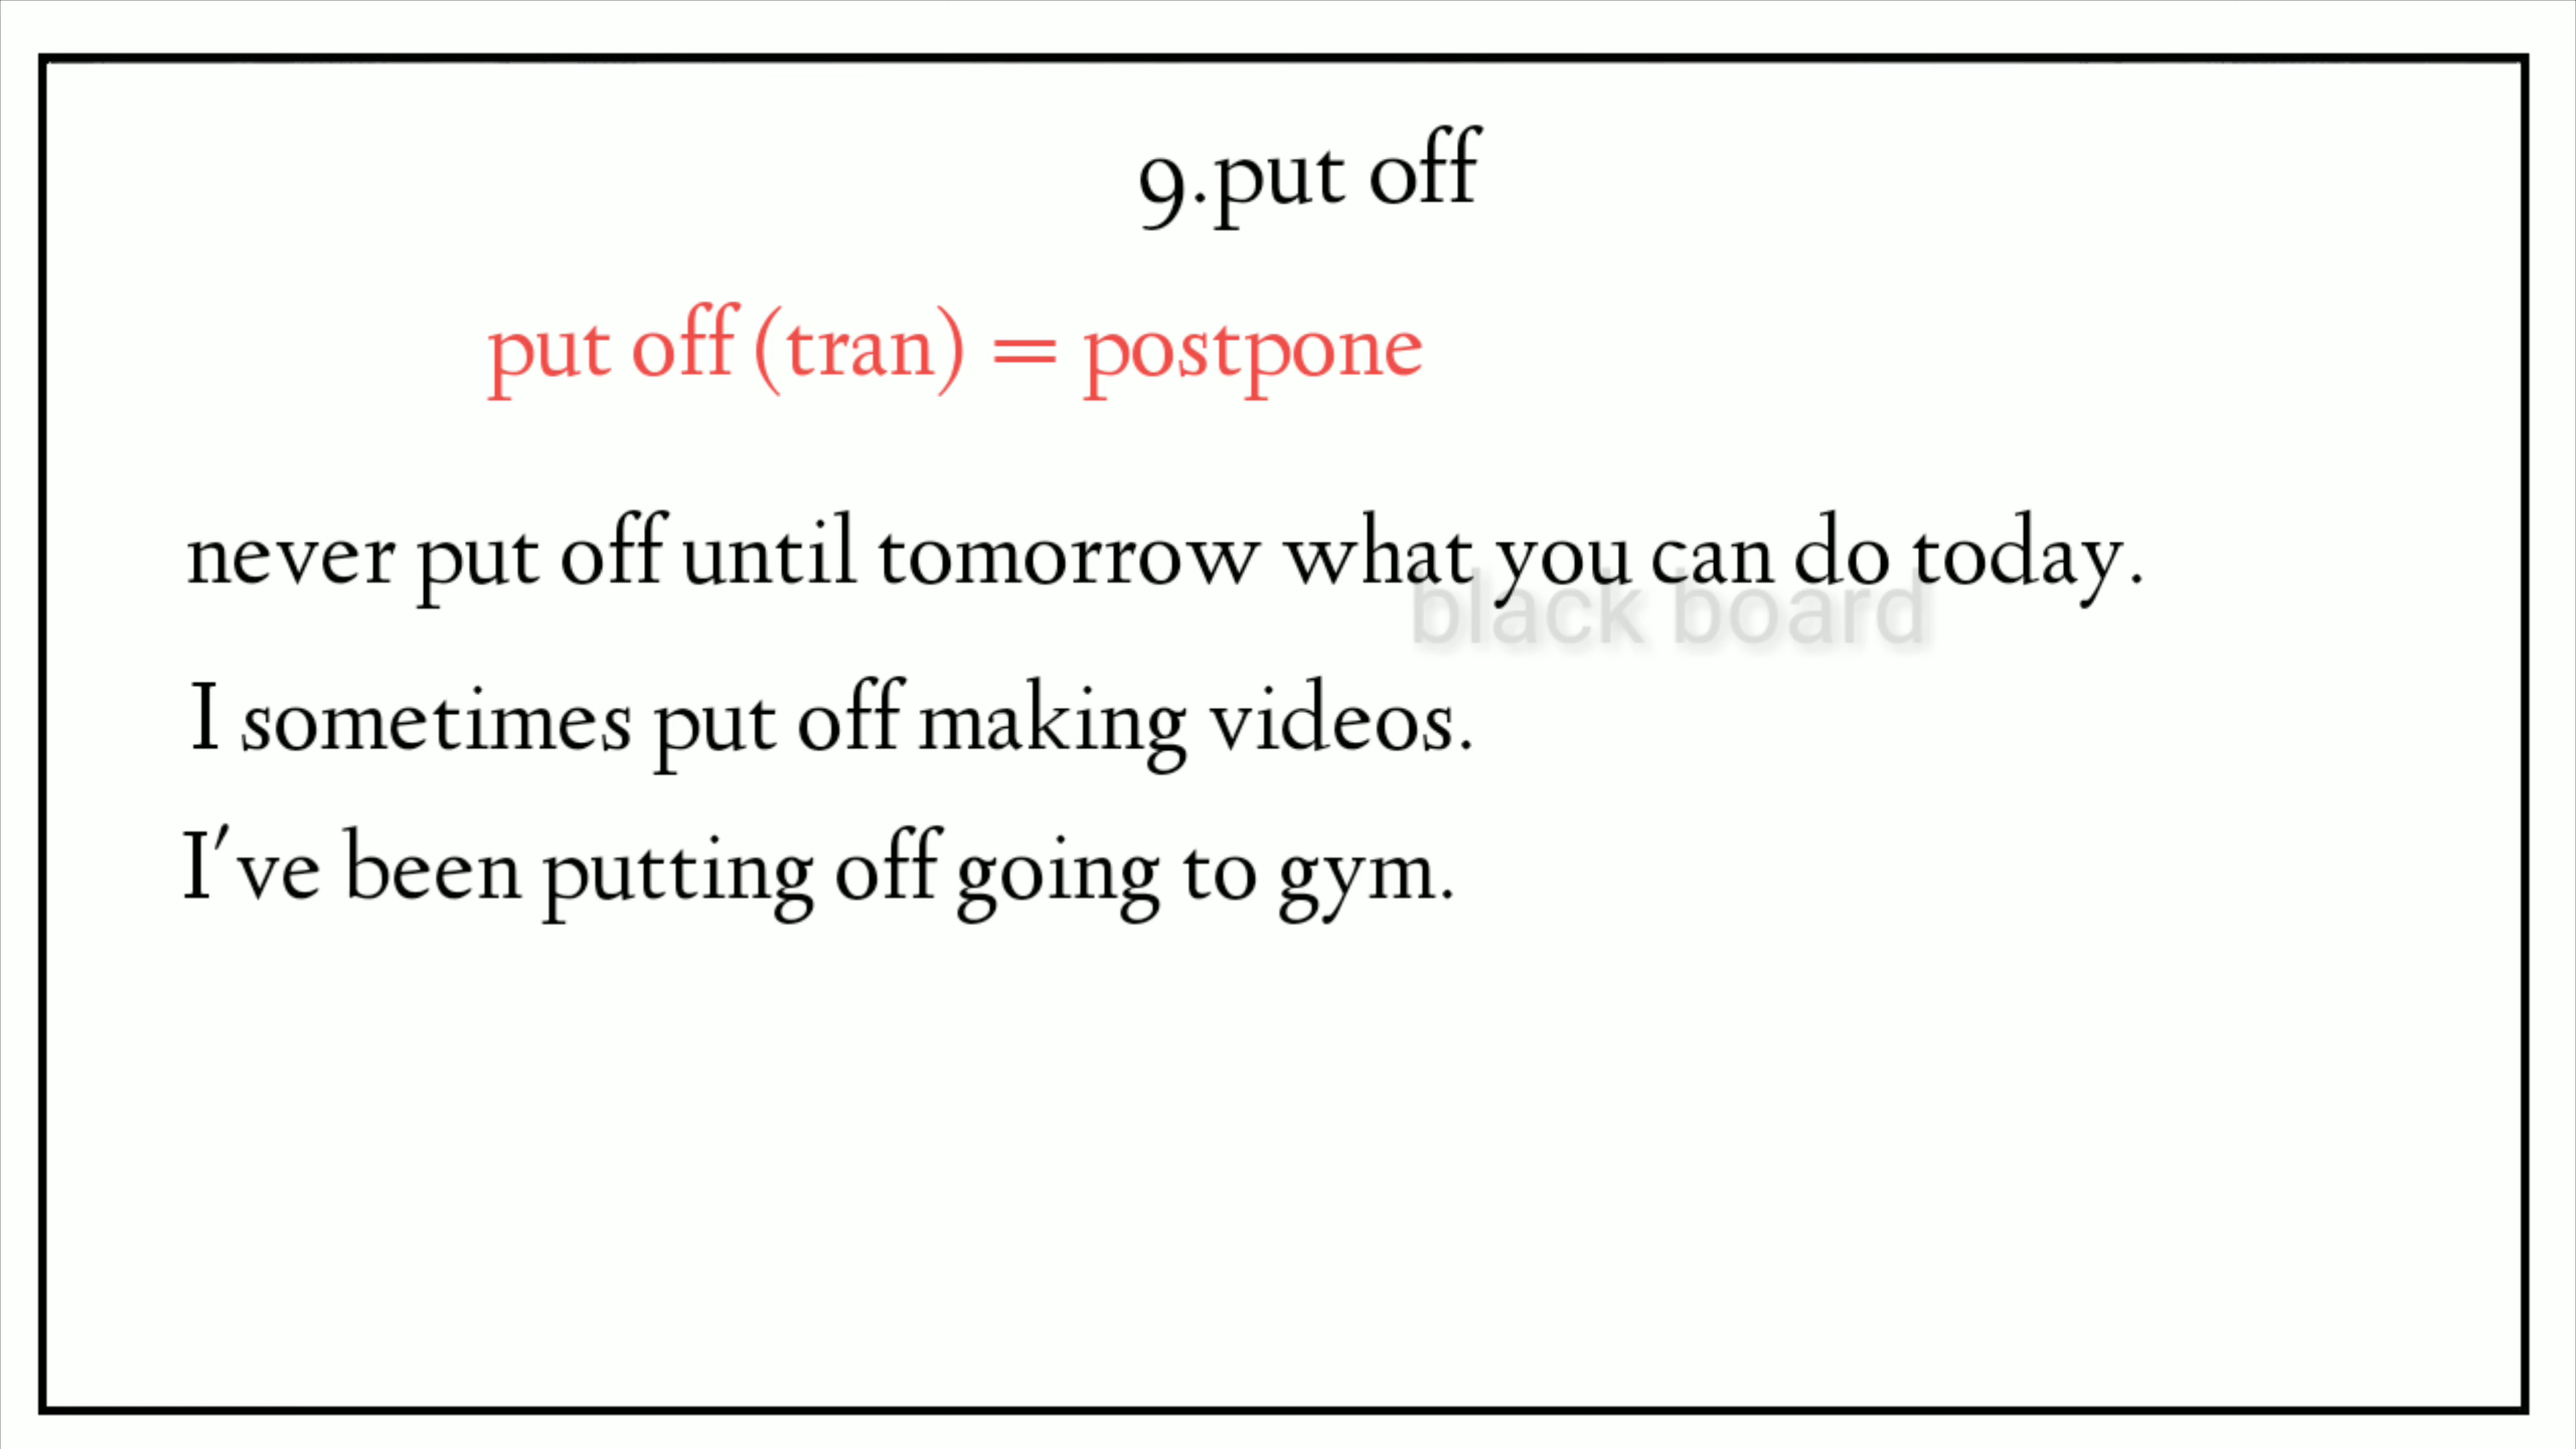 9.put off
put off (tran) = postpone
never put off until tomorrow what you can do today.
black board
I sometimes put off making videos.
I've been putting off going to gym.